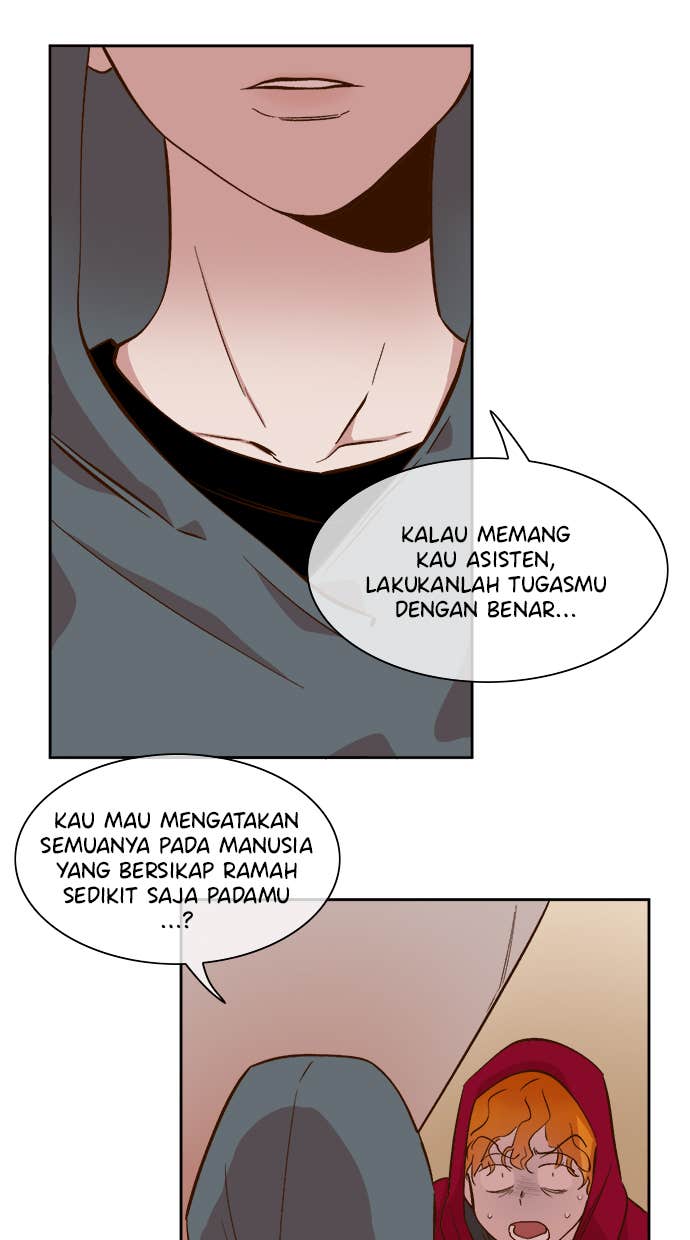 KALAU MEMANG
KAU ASISTEN,
LAKUKANLAH TUGASMU
DENGAN BENAR...
KAU MAU MENGATAKAN
SEMUANYA PADA MANUSIA
YANG BERSIKAP RAMAH
SEDIKIT SAJA PADAMU
...?